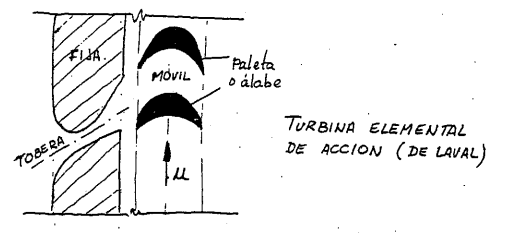 FIJA
MÓVIL
Paleta
o álabe
TOBERA
u
TURBINA ELEMENTAL
DE ACCION (DE LAVAL)